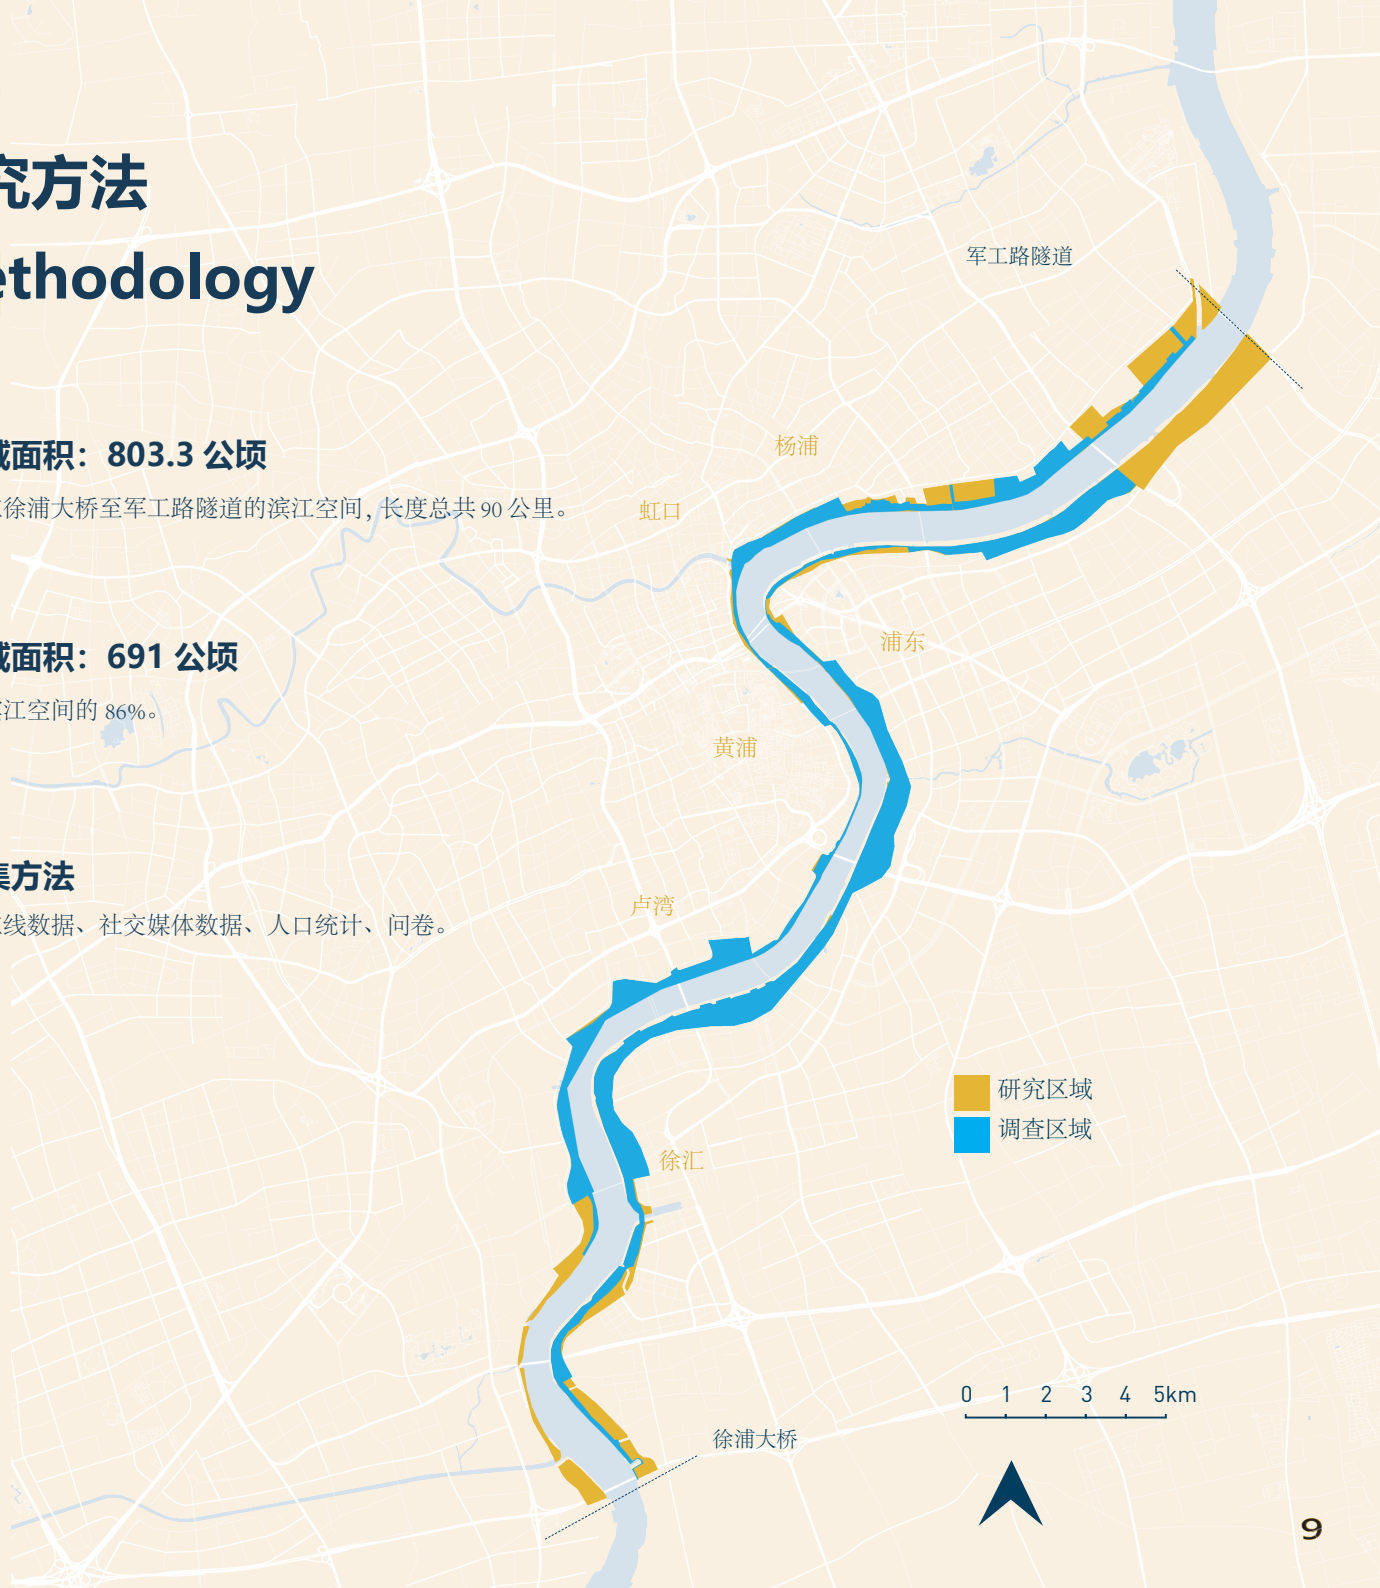 究方法
ethodology
域面积：803.3 公顷
徐浦大桥至军工路隧道的滨江空间，长度总共 90 公里。
域面积：691 公顷
滨江空间的 86%。
集方法
线数据、社交媒体数据、人口统计、问卷。
军工路隧道
杨浦
虹口
浦东
黄浦
卢湾
徐汇
研究区域
调查区域
0 1 2 3 4 5km
徐浦大桥
9